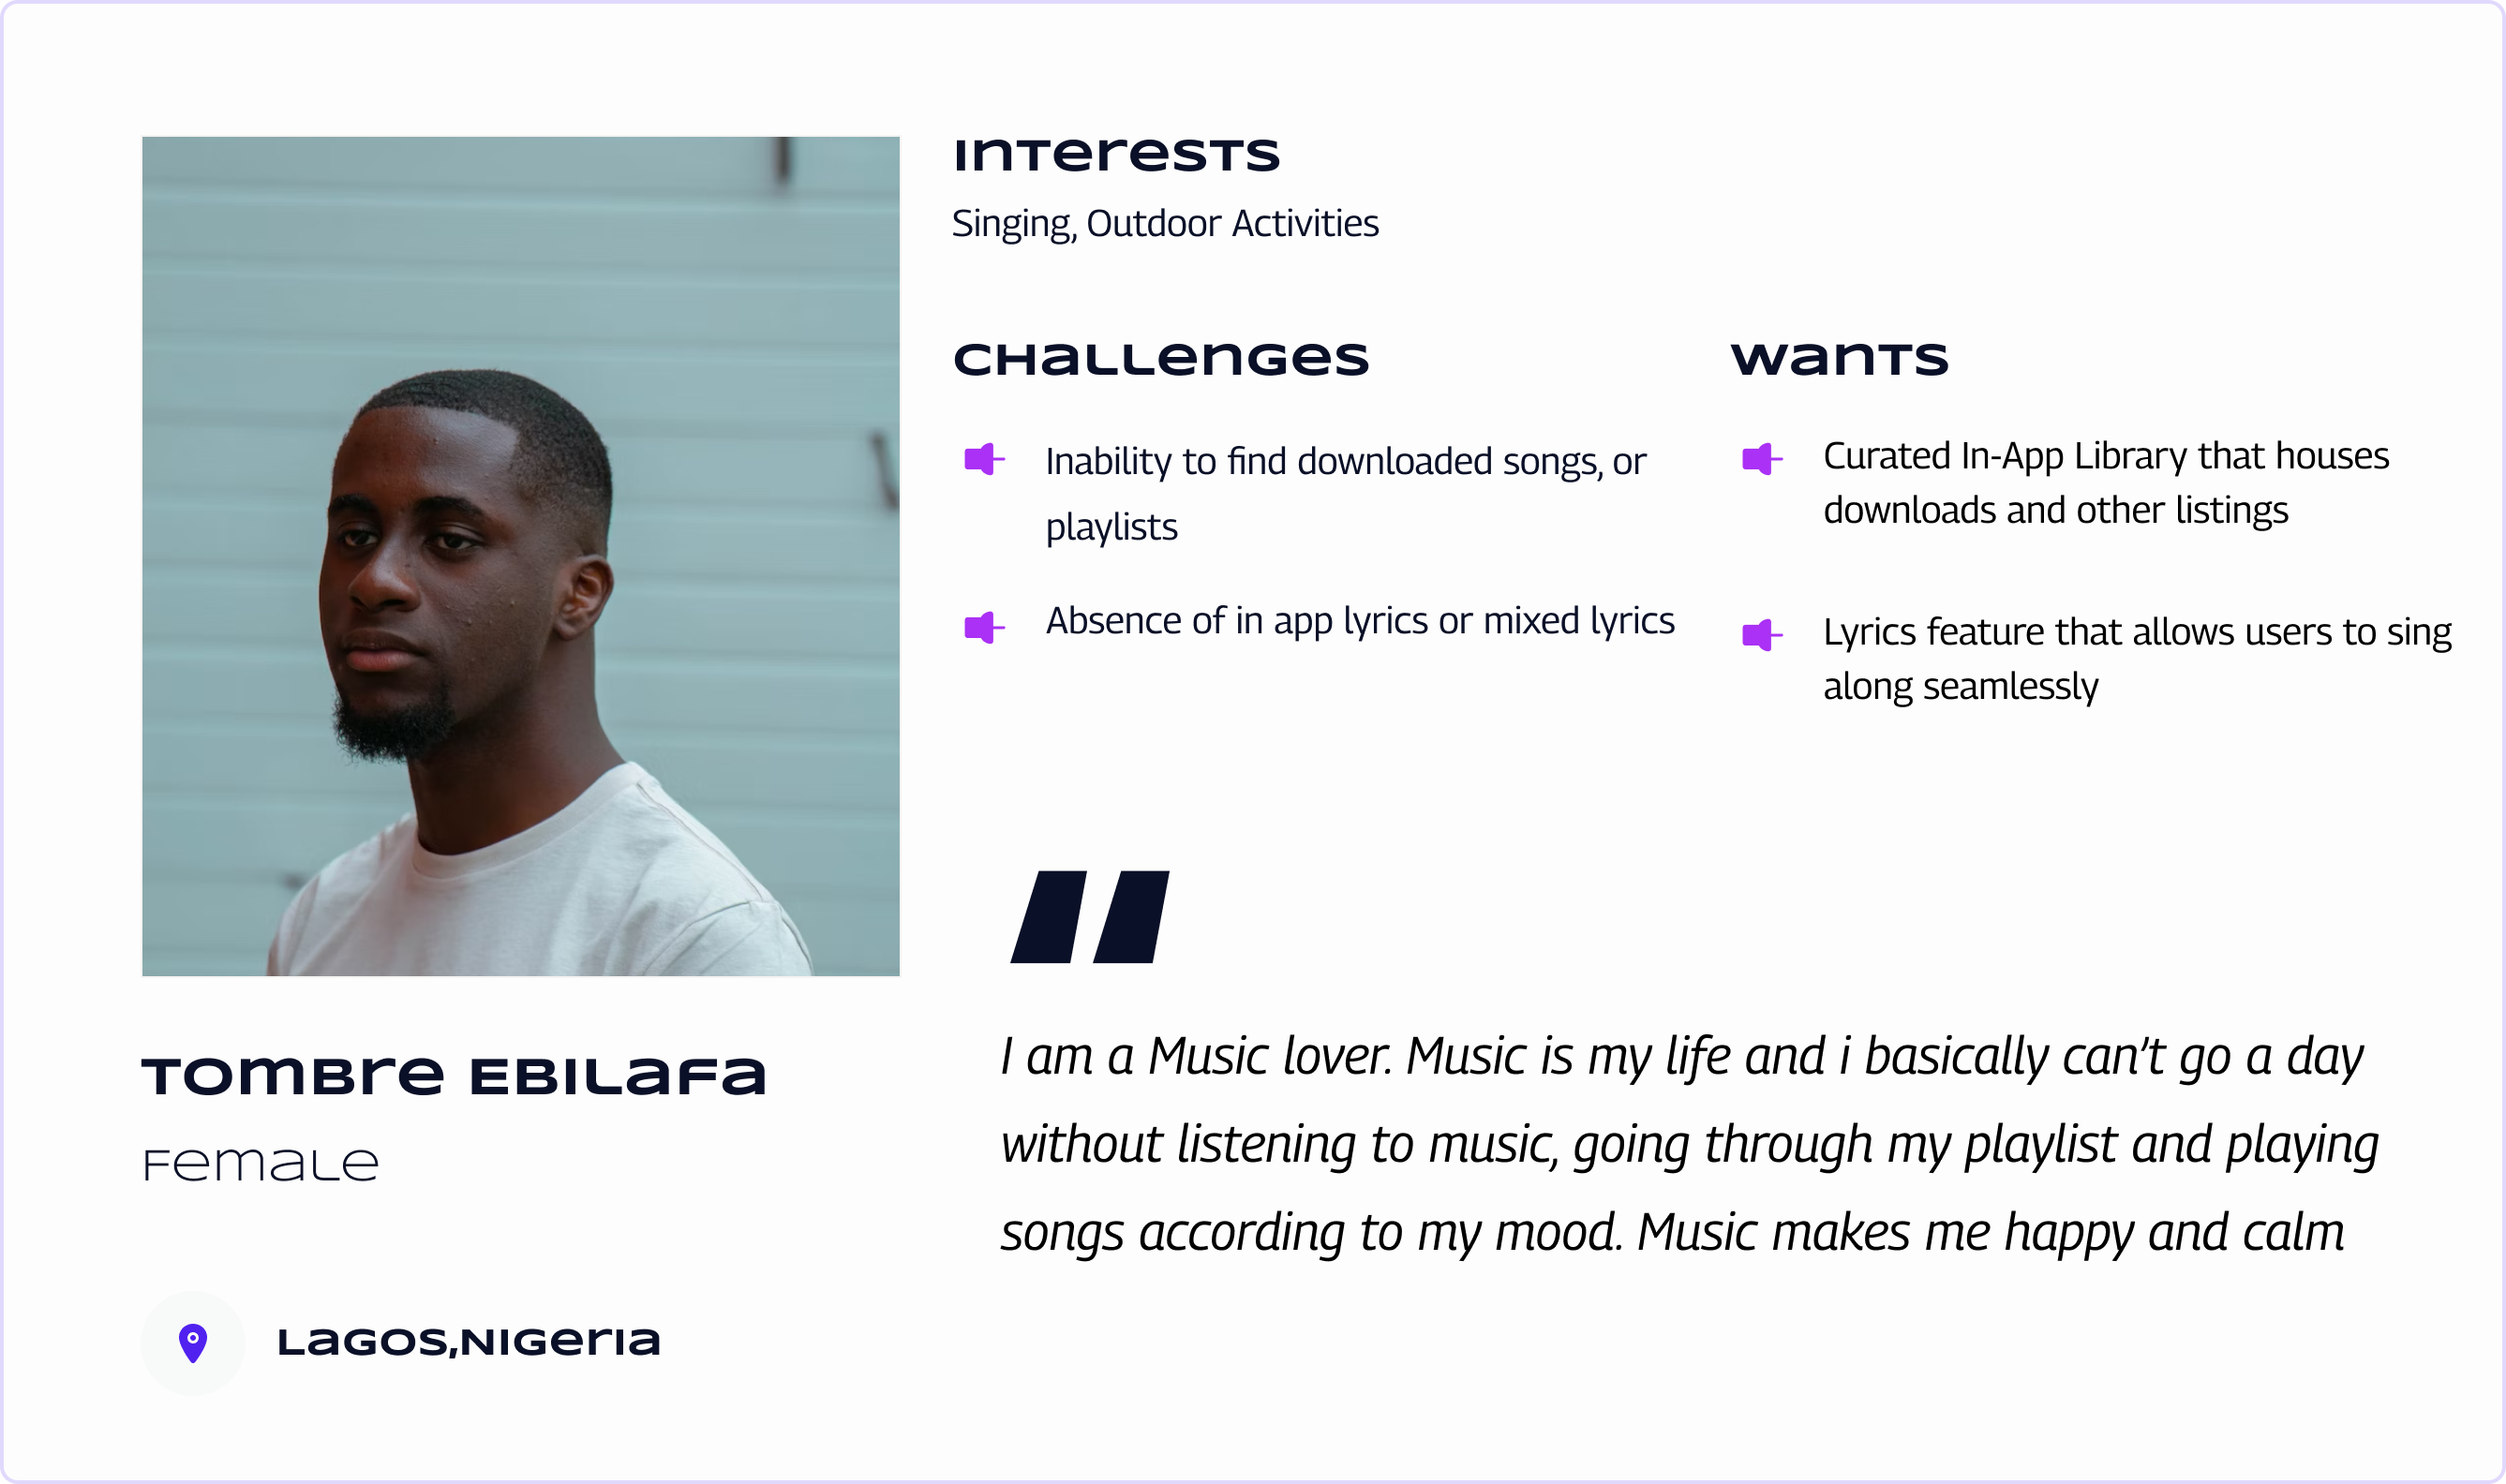 Interests
Singing, Outdoor Activities
Challenges
Inability to find downloaded songs, or
playlists
Absence of in app lyrics or mixed lyrics
Wants
Curated In-App Library that houses
downloads and other listings
Lyrics feature that allows users to sing
along seamlessly
"
I am a Music lover. Music is my life and i basically can’t go a day
without listening to music, going through my playlist and playing
songs according to my mood. Music makes me happy and calm
Tombre Ebilafa
Female
Lagos,Nigeria